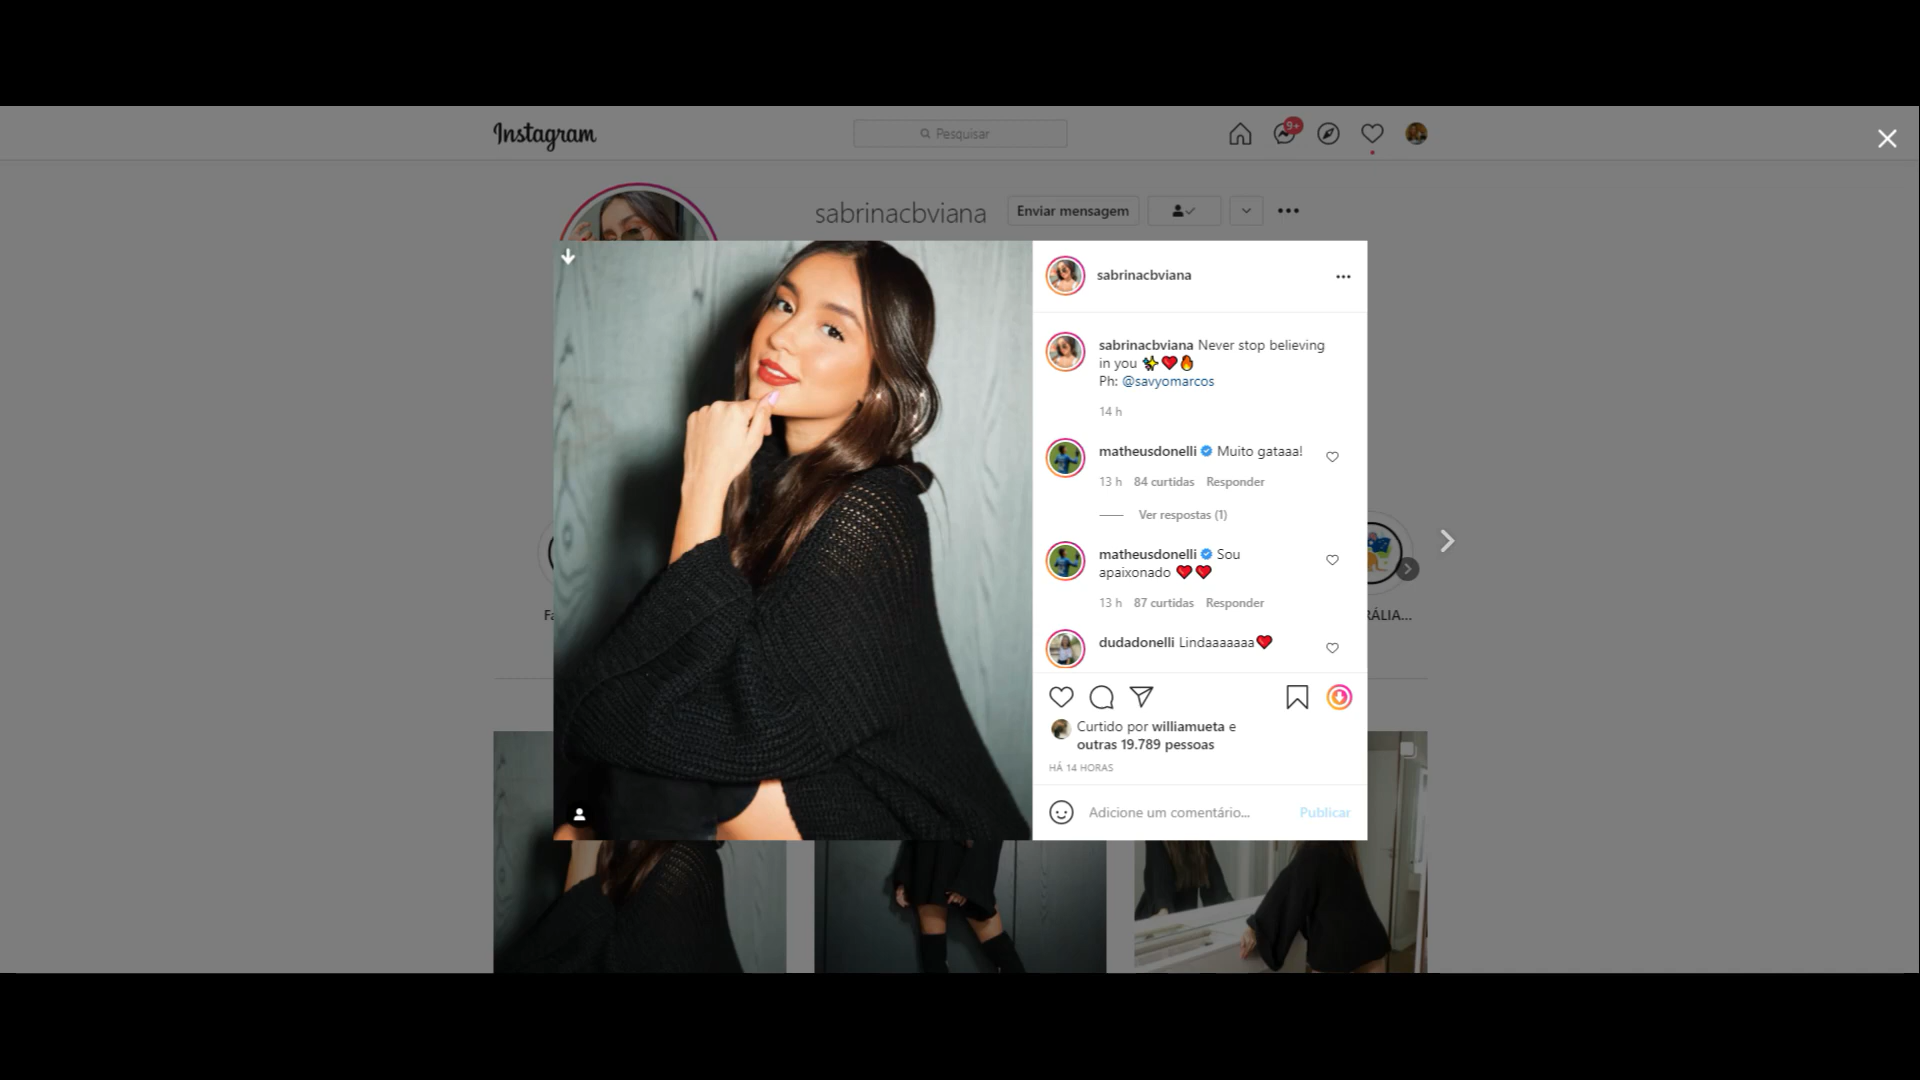 Instagram
Pesquisar
9+
sabrinacbviana
Enviar mensagem
sabrinacbviana
sabrinacbviana Never stop believing
in you ✨❤️🔥
Ph: @savyomarcos
14 h
matheusdonelli Muito gataaa!
13 h 84 curtidas Responder
Ver respostas (1)
matheusdonelli Sou
apaixonado ❤️❤️
13 h 87 curtidas Responder
dudadonelli Lindaaaaaaa❤️
Fa
RÁLIA...
Curtido por williamueta e
outras 19.789 pessoas
HÁ 14 HORAS
Adicione um comentário...
Publicar